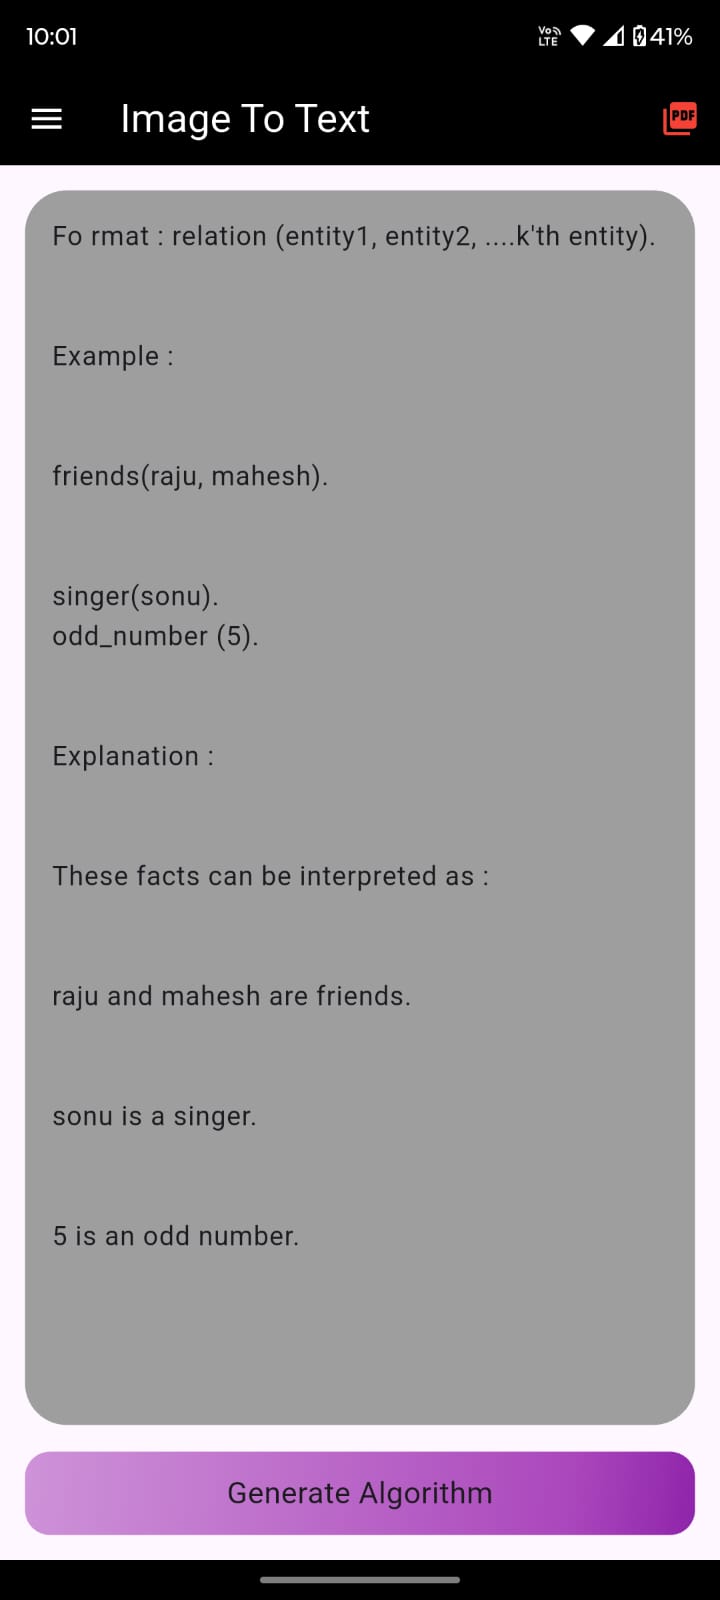 10:01
Vo LTE
41%
Image To Text
PDF
Fo rmat : relation (entity1, entity2, ....k'th entity).
Example :
friends(raju, mahesh).
singer(sonu).
odd_number (5).
Explanation :
These facts can be interpreted as :
raju and mahesh are friends.
sonu is a singer.
5 is an odd number.
Generate Algorithm